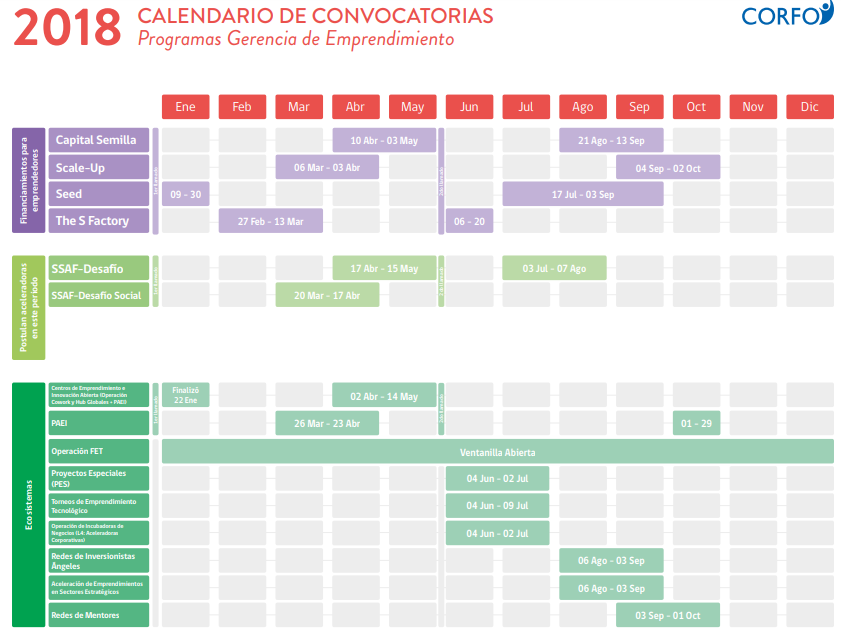 2018
CALENDARIO DE CONVOCATORIAS
Programas Gerencia de Emprendimiento
CORFO
Ene Feb Mar Abr May Jun Jul Ago Sep Oct Nov Dic
Financiamientos para
emprendedores
Capital Semilla 10 Abr - 03 May 21 Ago - 13 Sep
Scale-Up 06 Mar - 03 Abr 04 Sep - 02 Oct
Seed 09 - 30 17 Jul - 03 Sep
The S Factory 27 Feb - 13 Mar 06 - 20
Postulan aceleradoras
en este período
SSAF-Desafío 17 Abr - 15 May 03 Jul - 07 Ago
SSAF-Desafío Social 20 Mar - 17 Abr
Ecosistemas
Centros de Emprendimiento e
Innovación Abierta (Operación
Cowork y Hub Globales + PAEI)
Finalizó
22 Ene
02 Abr - 14 May
PAEI 26 Mar - 23 Abr 01 - 29
Operación FET Ventanilla Abierta
Proyectos Especiales
(PES)
04 Jun - 02 Jul
Torneos de Emprendimiento
Tecnológico
04 Jun - 09 Jul
Operación de Incubadoras de
Negocios (L4: Aceleradoras
Corporativas)
04 Jun - 02 Jul
Redes de Inversionistas
Ángeles
06 Ago - 03 Sep
Aceleración de Emprendimientos
en Sectores Estratégicos
06 Ago - 03 Sep
Redes de Mentores 03 Sep - 01 Oct